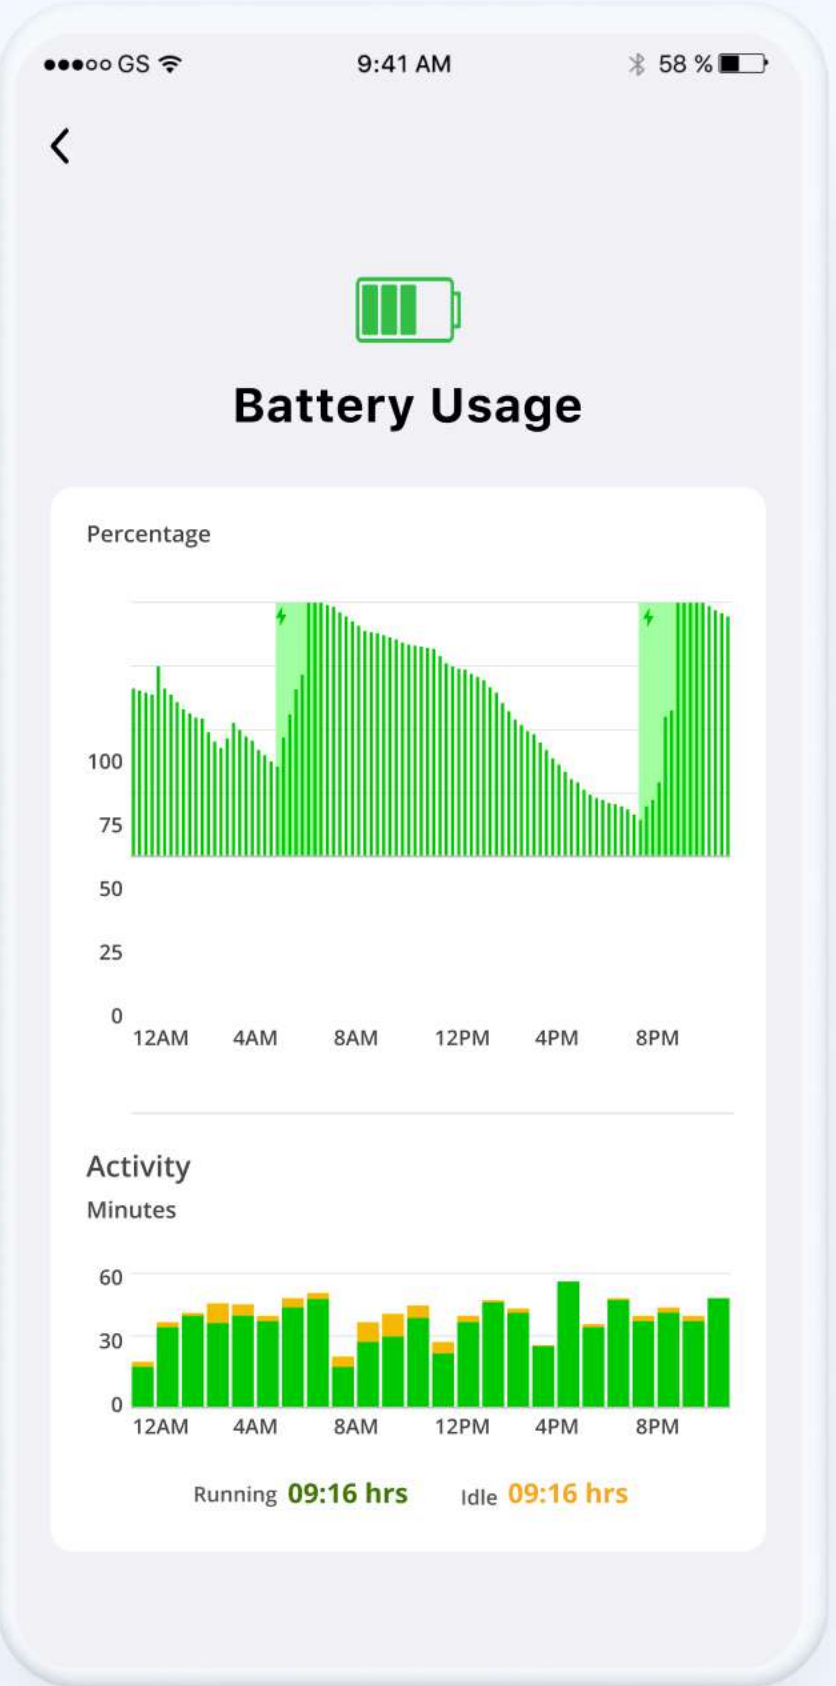 GS 9:41 AM 58 %
Battery Usage
Percentage
100
75
50
25
0
12AM 4AM 8AM 12PM 4PM 8PM
Activity
Minutes
60
30
0
12AM 4AM 8AM 12PM 4PM 8PM
Running 09:16 hrs Idle 09:16 hrs